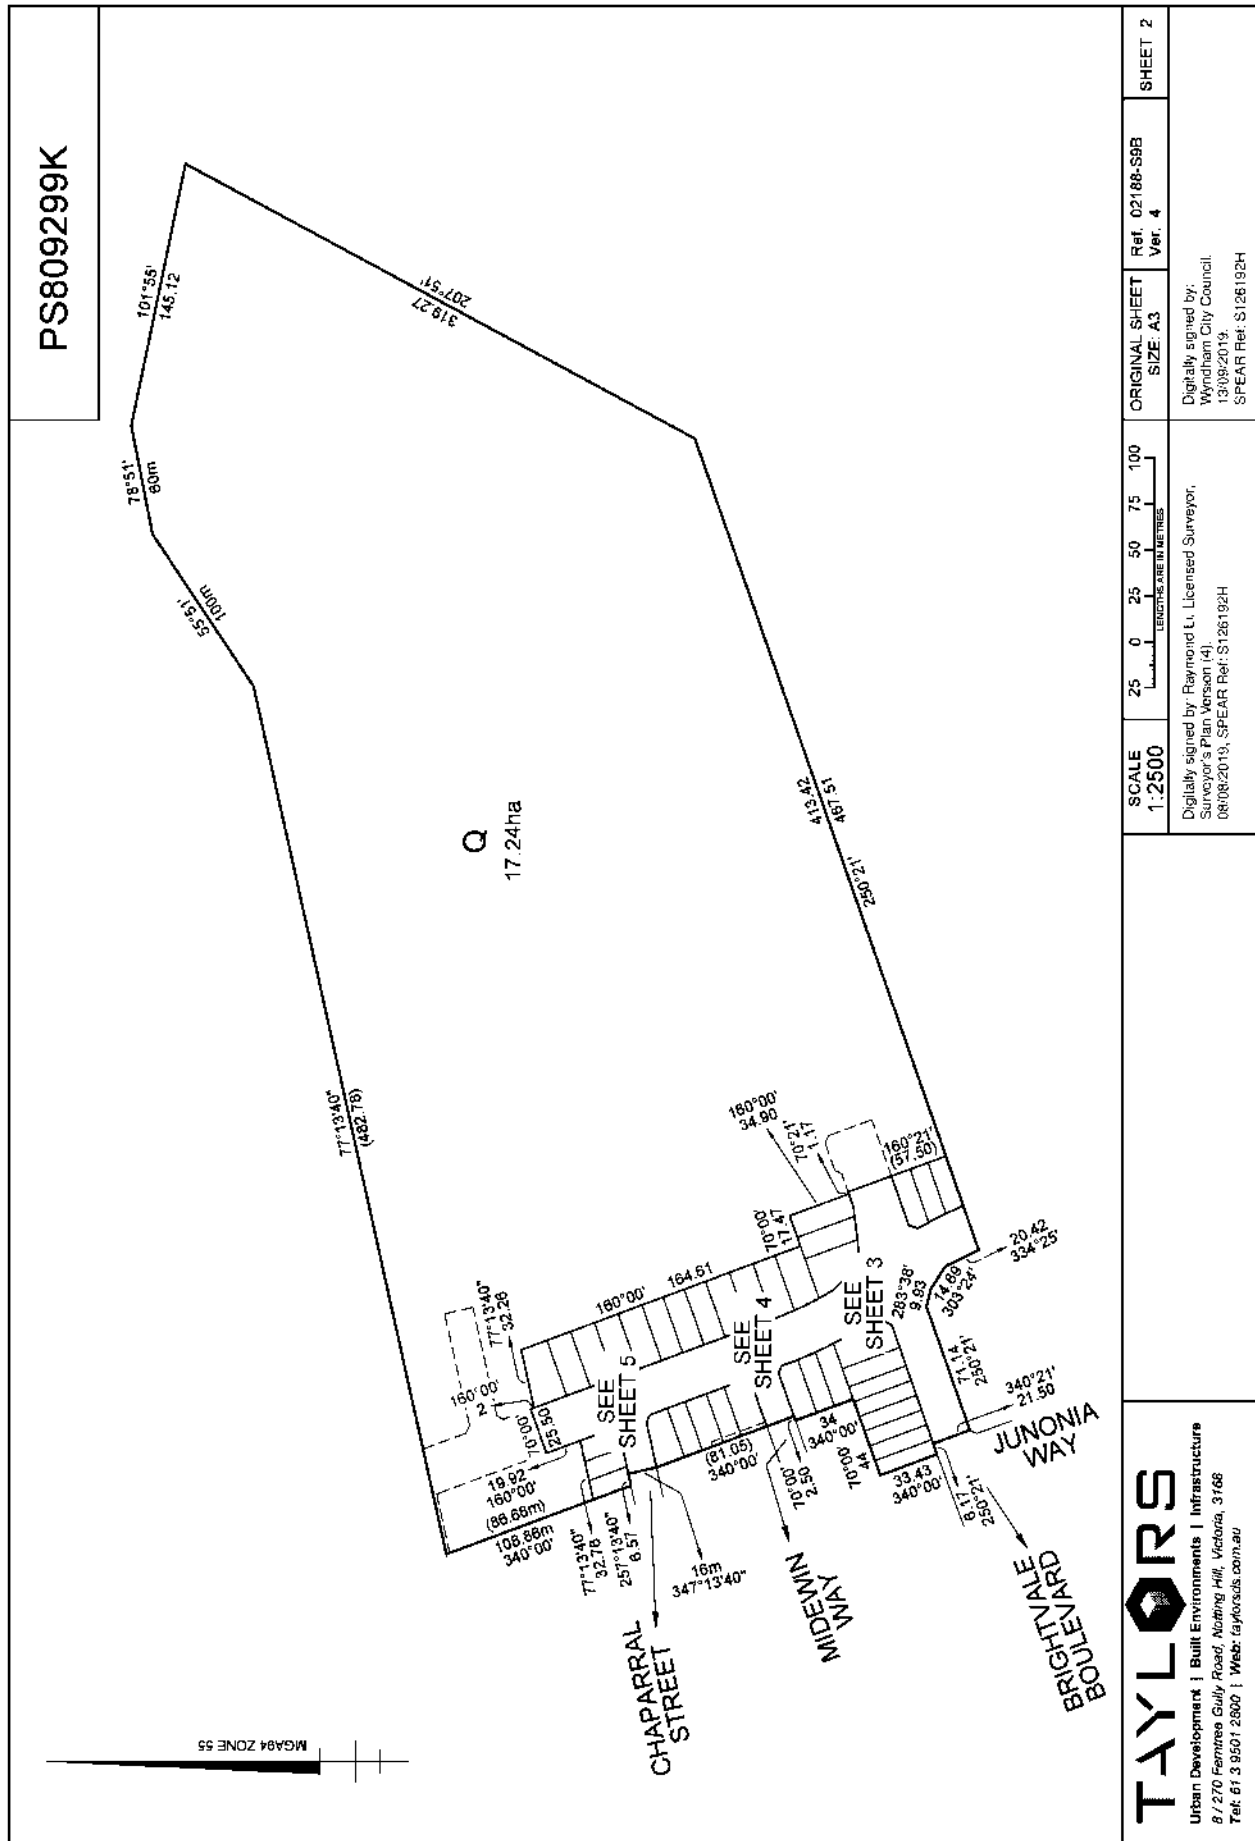 PS809299K
MGA94 ZONE 55
101°55'
145.12
78°51'
60m
55°51'
100m
207°51'
319.27
77°13'40"
(462.78)
Q
17.24ha
413.42
467.51
250°21'
160°00'
34.90
70°21'
1.17
160°21'
(57.50)
70°00'
17.47
160°00'
164.61
77°13'40"
32.26
160°00'
2
70°00'
25.50
19.92
160°00'
(86.66m)
108.86m
340°00'
77°13'40"
32.78
257°13'40"
6.57
16m
347°13'40"
SEE
SHEET 5
SEE
SHEET 4
SEE
SHEET 3
(81.05)
340°00'
70°00'
2.50
34
340°00'
70°00'
44
33.43
340°00'
6.17
250°21'
283°38'
9.93
14.69
303°24'
20.42
334°25'
71.14
250°21'
340°21'
21.50
CHAPARRAL
STREET
MIDEWIN
WAY
BRIGHTVALE
BOULEVARD
JUNONIA
WAY
TAYLORS
Urban Development | Built Environments | Infrastructure
8 / 270 Ferntree Gully Road, Notting Hill, Victoria, 3168
Tel: 61 3 9501 2800 | Web: taylorsds.com.au
SCALE
1:2500
25 0 25 50 75 100
LENGTHS ARE IN METRES
ORIGINAL SHEET
SIZE: A3
Ref. 02188-S9B
Ver. 4
SHEET 2
Digitally signed by: Raymond Li, Licensed Surveyor,
Surveyor's Plan Version (4),
08/08/2019, SPEAR Ref: S126192H
Digitally signed by:
Wyndham City Council,
13/09/2019,
SPEAR Ref: S126192H